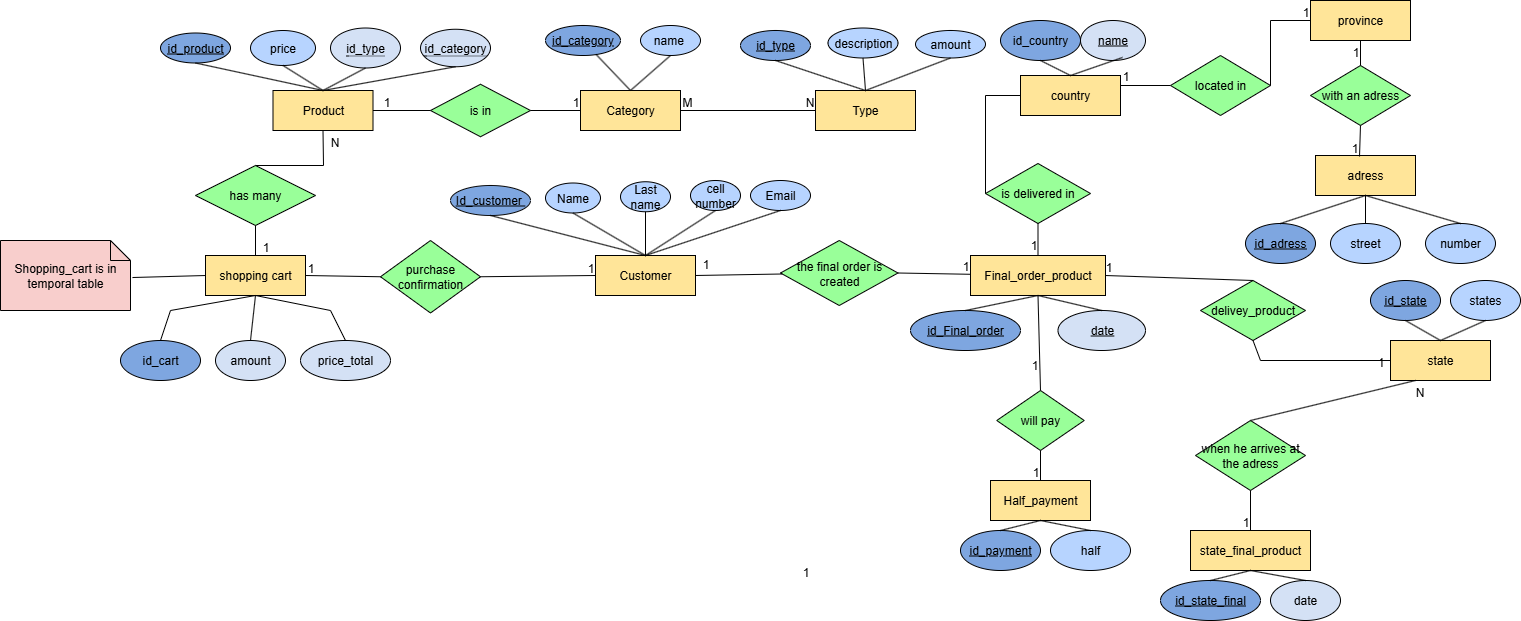 province
1
id_product
price
id_type
id_category
id_category
name
id_type
description
amount
id_country
name
1
1
located in
with an adress
country
Product
1
is in
1
Category
M
N
Type
N
1
adress
has many
is delivered in
Id_customer
Name
Last
name
cell
number
Email
id_adress
street
number
1
1
Shopping_cart is in
temporal table
shopping cart
1
purchase
confirmation
1
Customer
1
the final order is
created
1
Final_order_product
1
delivey_product
id_state
states
id_Final_order
date
id_cart
amount
price_total
1
1
state
N
will pay
when he arrives at
the adress
1
Half_payment
1
state_final_product
id_payment
half
1
id_state_final
date